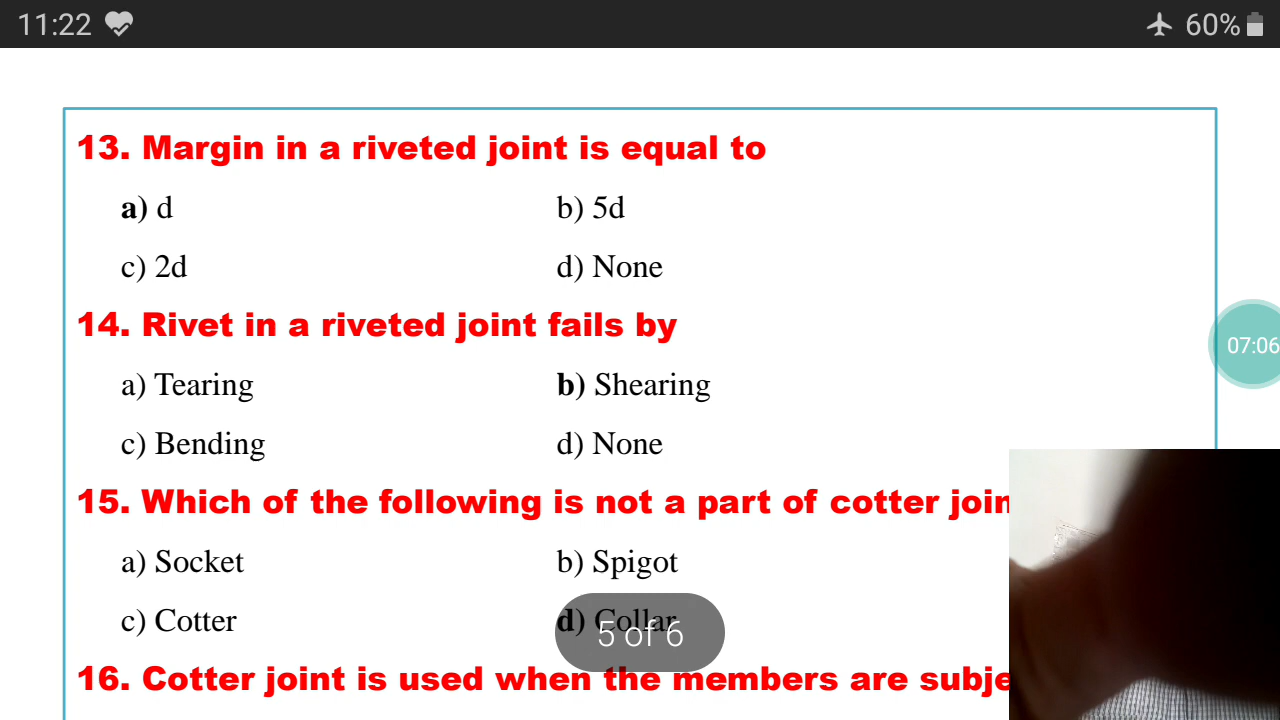 11:22 60%
13. Margin in a riveted joint is equal to
a) d b) 5d
c) 2d d) None
14. Rivet in a riveted joint fails by
07:06
a) Tearing b) Shearing
c) Bending d) None
15. Which of the following is not a part of cotter join
a) Socket b) Spigot
c) Cotter d) Collar
5 of 6
16. Cotter joint is used when the members are subje